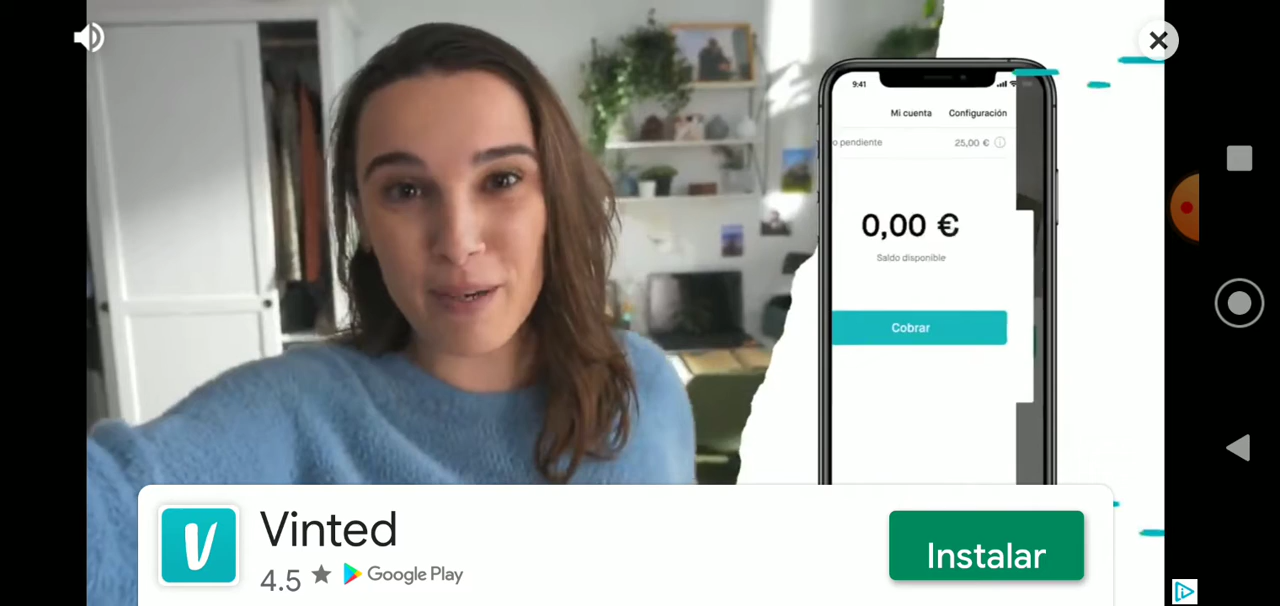 9:41
Mi cuenta Configuración
o pendiente 25,00 €
0,00 €
Saldo disponible
Cobrar
Vinted
4.5 ★ Google Play
Instalar